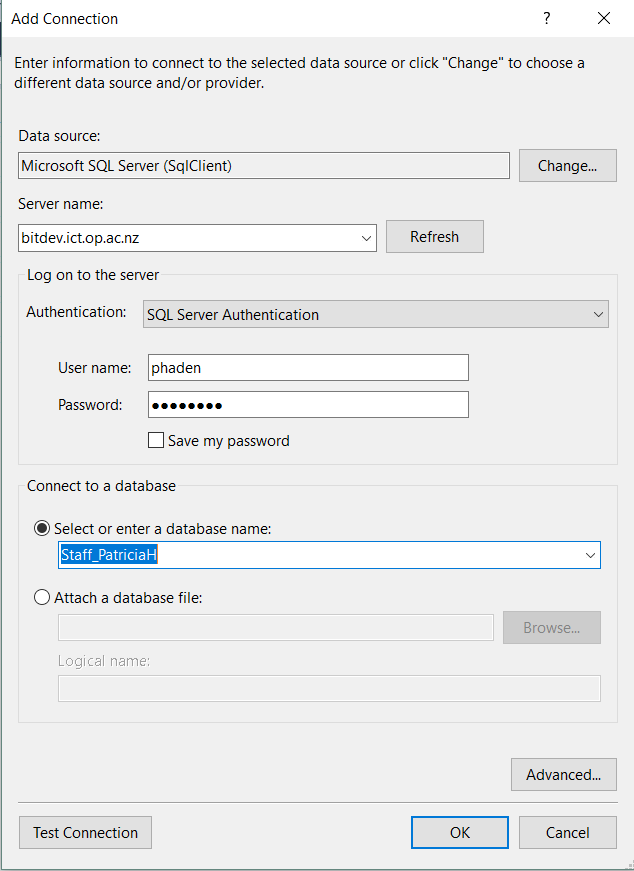 Add Connection
?
Enter information to connect to the selected data source or click "Change" to choose a
different data source and/or provider.
Data source:
Microsoft SQL Server (SqlClient)
Change...
Server name:
bitdev.ict.op.ac.nz
Refresh
Log on to the server
Authentication:
SQL Server Authentication
User name:
phaden
Password:
●●●●●●●●
Save my password
Connect to a database
Select or enter a database name:
Staff_PatriciaH
Attach a database file:
Browse...
Logical name:
Advanced...
Test Connection
OK
Cancel